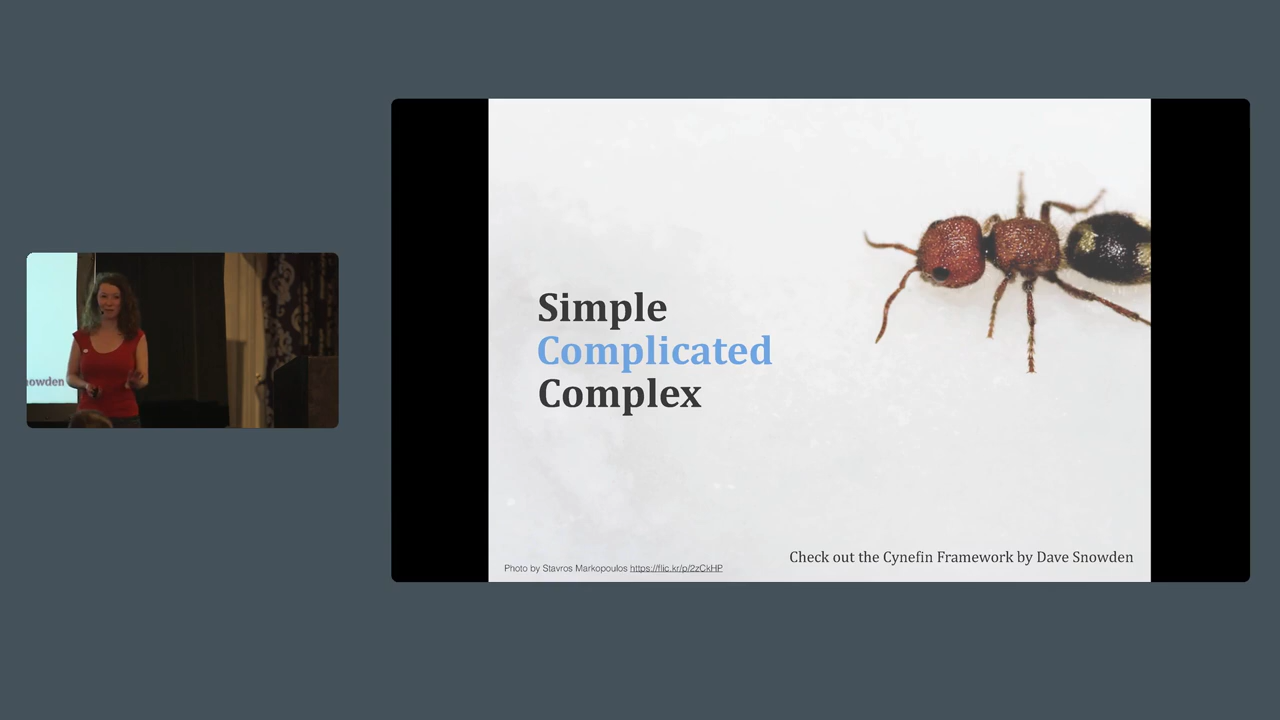 Simple
Complicated
Complex
Check out the Cynefin Framework by Dave Snowden
Photo by Stavros Markopoulos https://flic.kr/p/2zCkHP
nowden